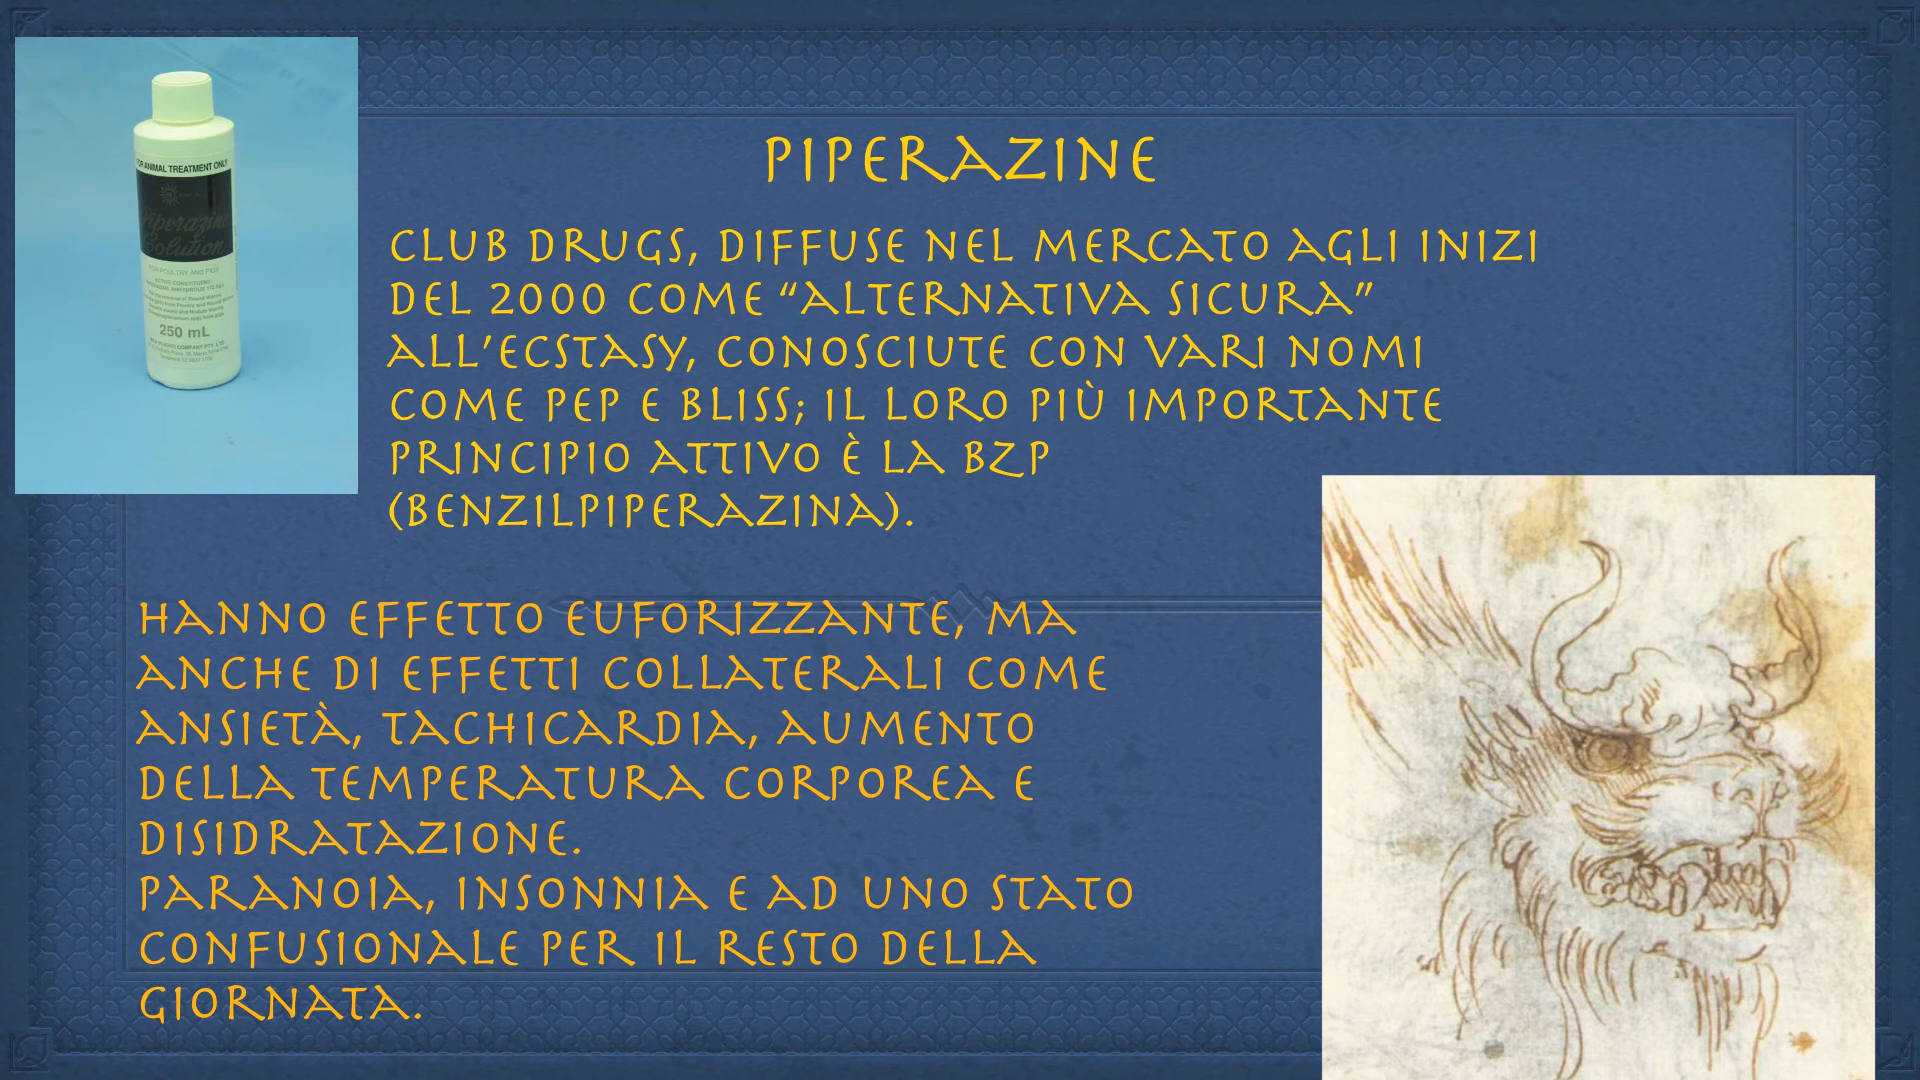 PIPERAZINE
CLUB DRUGS, DIFFUSE NEL MERCATO AGLI INIZI
DEL 2000 COME “ALTERNATIVA SICURA”
ALL’ECSTASY, CONOSCIUTE CON VARI NOMI
COME PEP E BLISS; IL LORO PIÙ IMPORTANTE
PRINCIPIO ATTIVO È LA BZP
(BENZILPIPERAZINA).
HANNO EFFETTO EUFORIZZANTE, MA
ANCHE DI EFFETTI COLLATERALI COME
ANSIETÀ, TACHICARDIA, AUMENTO
DELLA TEMPERATURA CORPOREA E
DISIDRATAZIONE.
PARANOIA, INSONNIA E AD UNO STATO
CONFUSIONALE PER IL RESTO DELLA
GIORNATA.
FOR ANIMAL TREATMENT ONLY
Piperazine
Solution
FOR POULTRY AND PIGS
ACTIVE CONSTITUENT:
250 mL